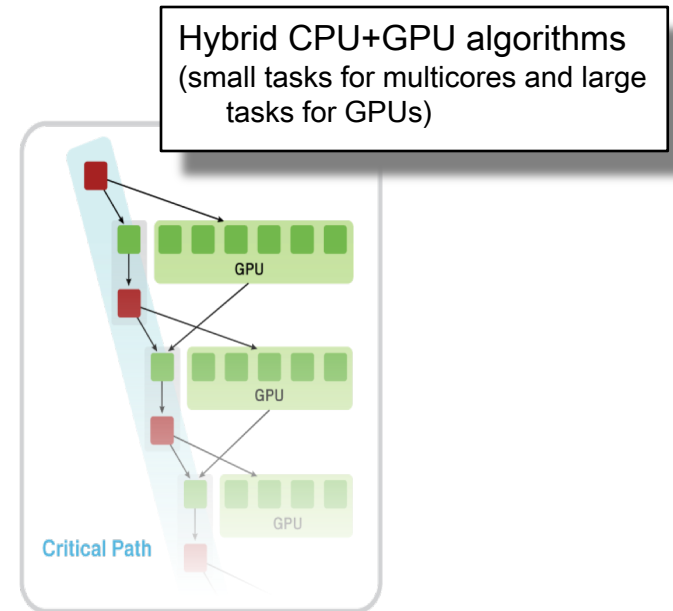 Hybrid CPU+GPU algorithms
(small tasks for multicores and large
tasks for GPUs)
GPU
GPU
GPU
Critical Path